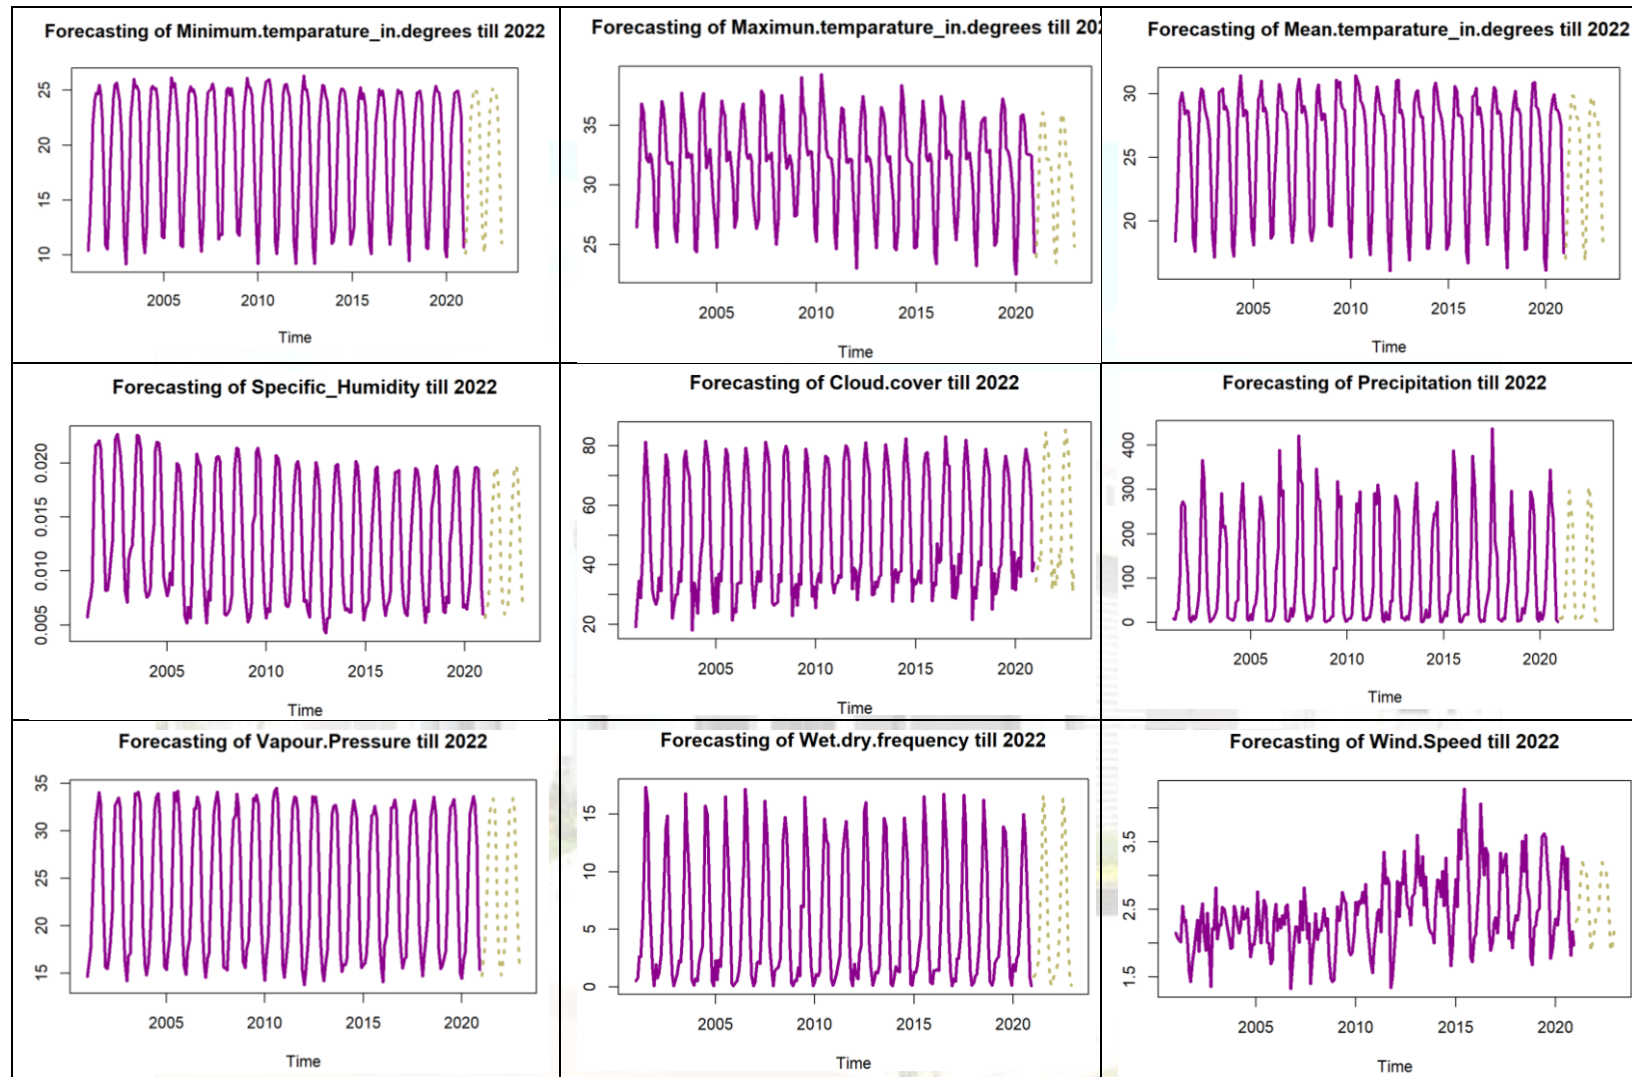 Forecasting of Minimum.temparature_in.degrees till 2022
25
20
15
10
2005 2010 2015 2020
Time
Forecasting of Maximun.temparature_in.degrees till 202
35
30
25
2005 2010 2015 2020
Time
Forecasting of Mean.temparature_in.degrees till 2022
30
25
20
2005 2010 2015 2020
Time
Forecasting of Specific_Humidity till 2022
0.020
0.015
0.010
0.005
2005 2010 2015 2020
Time
Forecasting of Cloud.cover till 2022
80
60
40
20
2005 2010 2015 2020
Time
Forecasting of Precipitation till 2022
400
300
200
100
0
2005 2010 2015 2020
Time
Forecasting of Vapour.Pressure till 2022
35
30
25
20
15
2005 2010 2015 2020
Time
Forecasting of Wet.dry.frequency till 2022
15
10
5
0
2005 2010 2015 2020
Time
Forecasting of Wind.Speed till 2022
3.5
2.5
1.5
2005 2010 2015 2020
Time